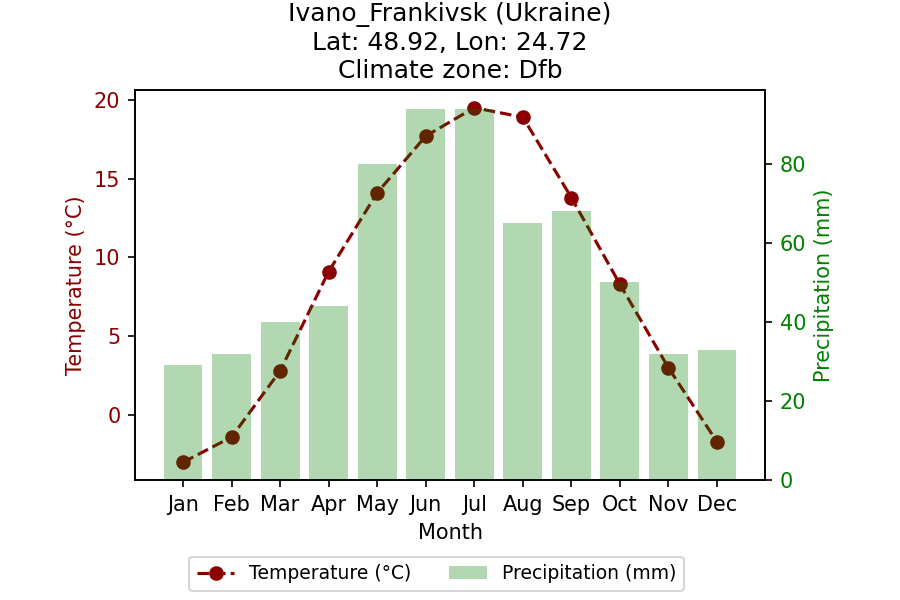 Ivano_Frankivsk (Ukraine)
Lat: 48.92, Lon: 24.72
Climate zone: Dfb
20
15
10
5
0
Temperature (°C)
80
60
40
20
0
Precipitation (mm)
Jan Feb Mar Apr May Jun Jul Aug Sep Oct Nov Dec
Month
Temperature (°C) Precipitation (mm)